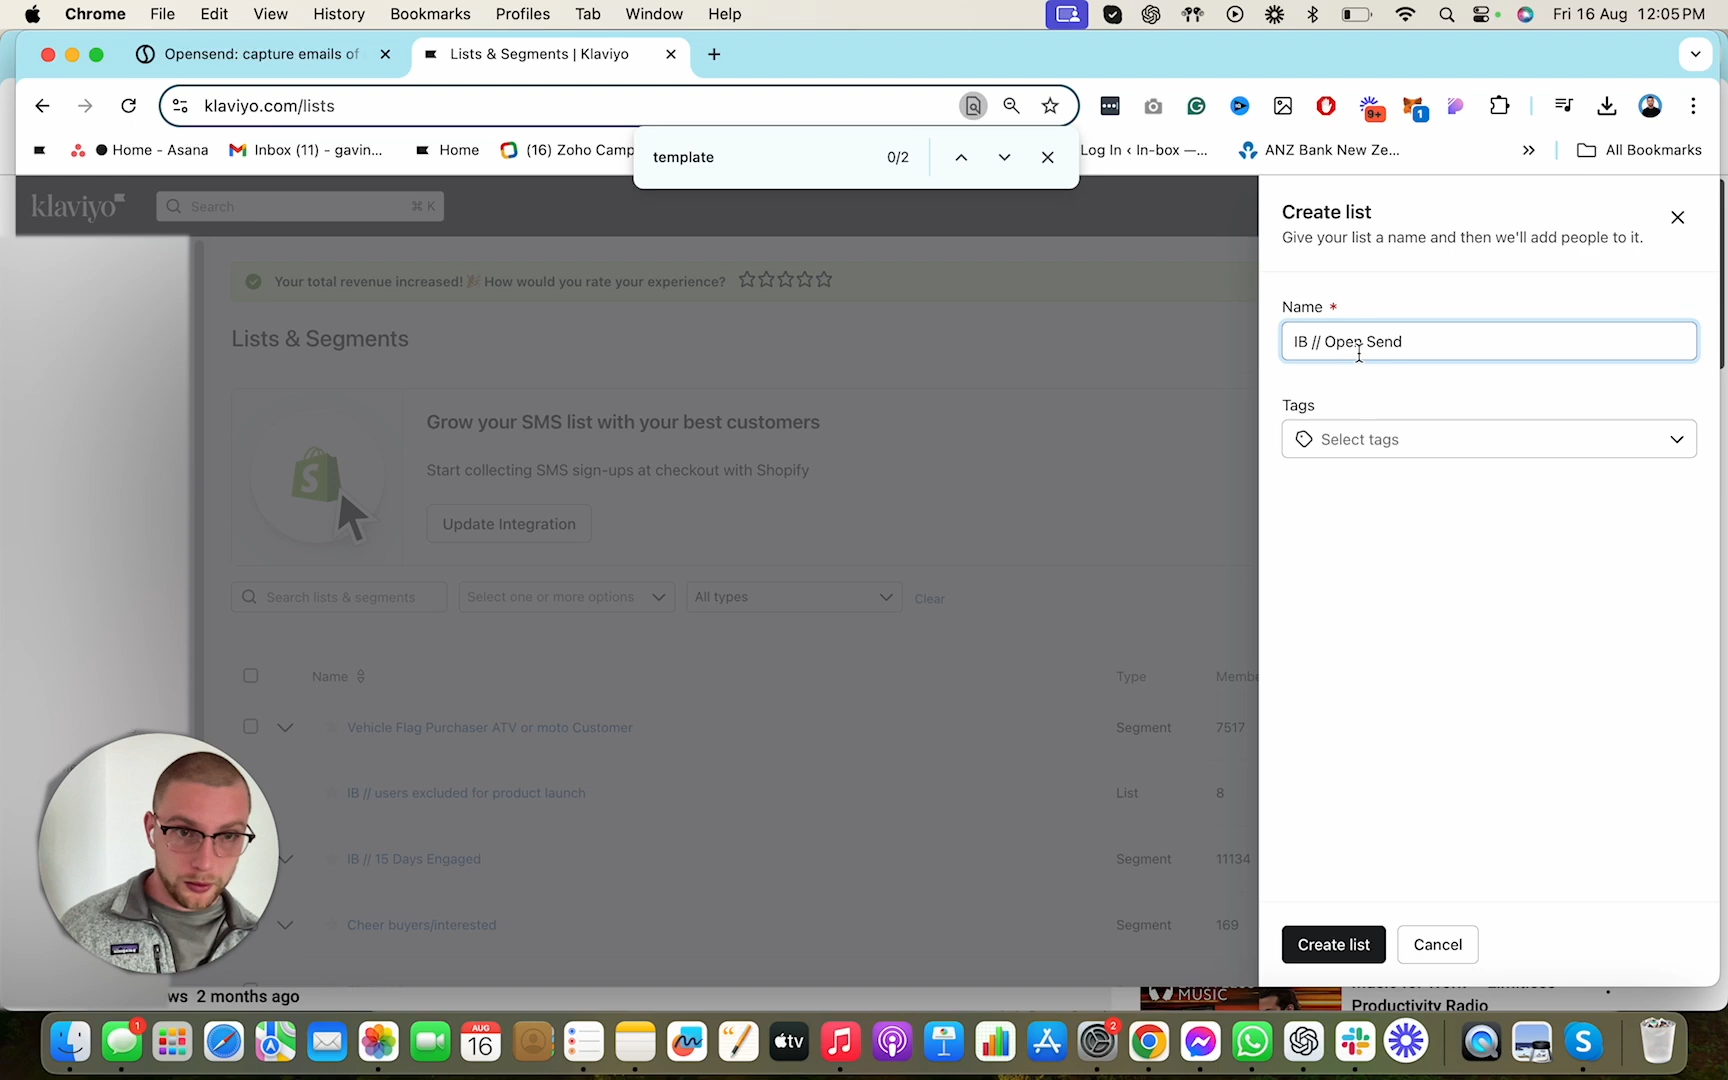 Chrome File Edit View History Bookmarks Profiles Tab Window Help Fri 16 Aug 12:05 PM
Opensend: capture emails of
Lists & Segments | Klaviyo
klaviyo.com/lists
9+
1
Home - Asana
Inbox (11) - gavin...
Home
(16) Zoho Camp
Log In ‹ In-box —...
ANZ Bank New Ze...
All Bookmarks
template 0/2
klaviyo
Search ⌘ K
Create list
Give your list a name and then we'll add people to it.
Your total revenue increased! 🎉 How would you rate your experience?
Name *
IB // Open Send
Lists & Segments
Tags
Select tags
Grow your SMS list with your best customers
Start collecting SMS sign-ups at checkout with Shopify
Update Integration
Search lists & segments
Select one or more options
All types
Clear
Name Type Membe
Vehicle Flag Purchaser ATV or moto Customer Segment 7517
IB // users excluded for product launch List 8
IB // 15 Days Engaged Segment 11134
Cheer buyers/interested Segment 169
Create list
Cancel
ws 2 months ago
MUSIC
Productivity Radio
1
AUG
16
tv
2